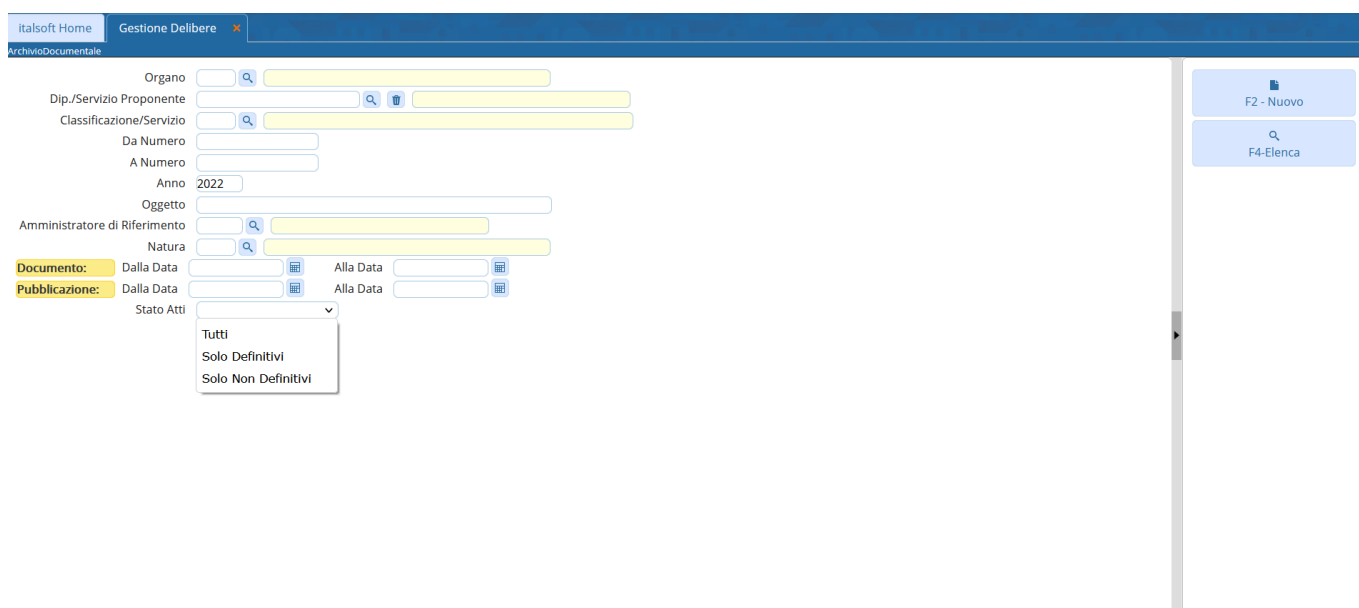 italsoft Home Gestione Delibere ×
ArchivioDocumentale
Organo
F2 - Nuovo
Dip./Servizio Proponente
Classificazione/Servizio
Da Numero
F4-Elenca
A Numero
Anno 2022
Oggetto
Amministratore di Riferimento
Natura
Documento: Dalla Data Alla Data
Pubblicazione: Dalla Data Alla Data
Stato Atti
Tutti
Solo Definitivi
Solo Non Definitivi